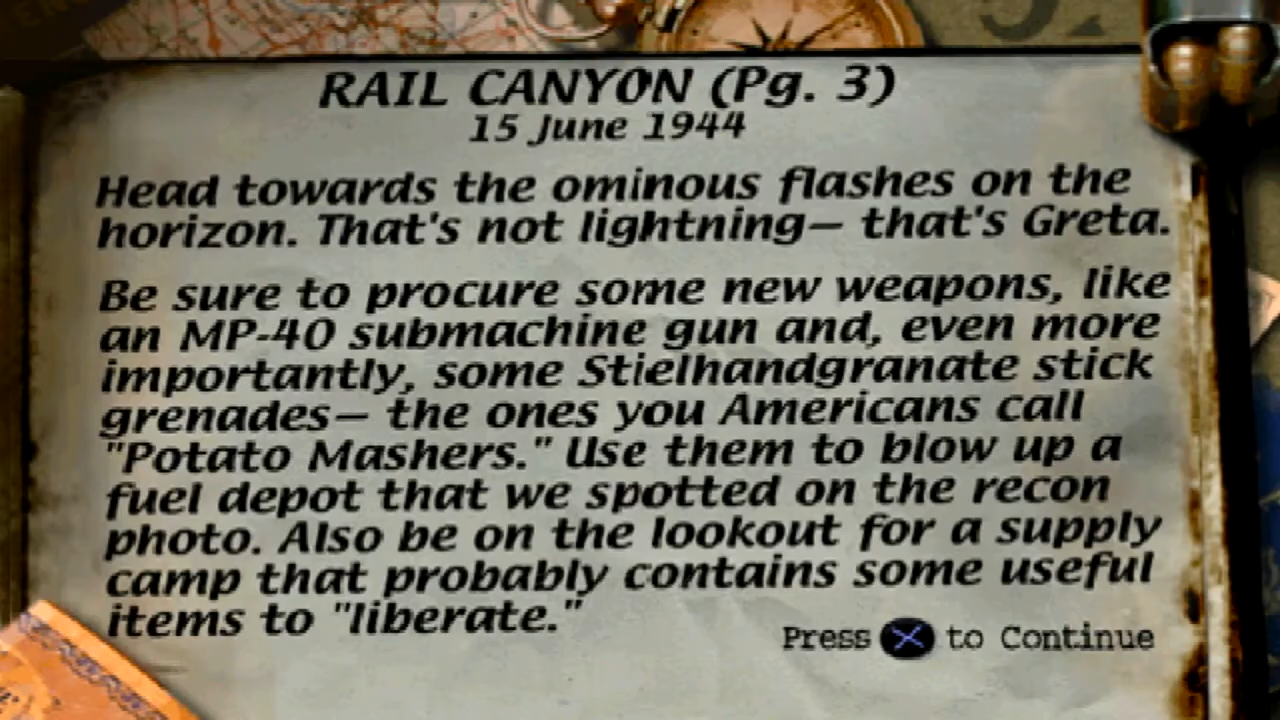 RAIL CANYON (Pg. 3)
15 June 1944
Head towards the ominous flashes on the
horizon. That's not lightning— that's Greta.
Be sure to procure some new weapons, like
an MP-40 submachine gun and, even more
importantly, some Stielhandgranate stick
grenades— the ones you Americans call
"Potato Mashers." Use them to blow up a
fuel depot that we spotted on the recon
photo. Also be on the lookout for a supply
camp that probably contains some useful
items to "liberate."
Press X to Continue